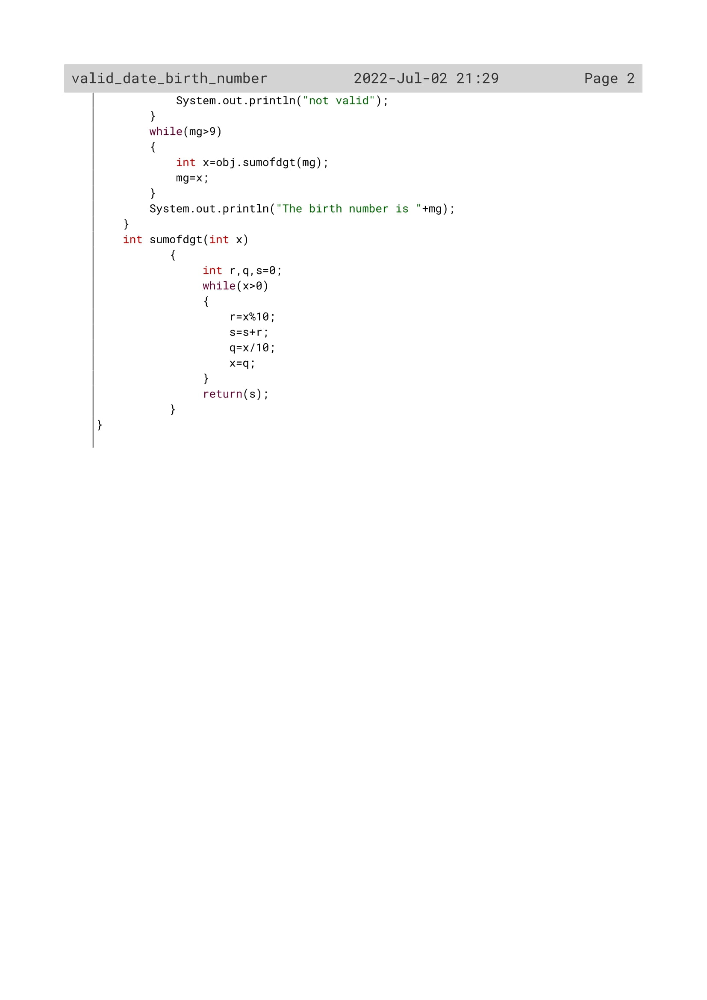 valid_date_birth_number 2022-Jul-02 21:29 Page 2
            System.out.println("not valid");
        }
        while(mg>9)
        {
            int x=obj.sumofdgt(mg);
            mg=x;
        }
        System.out.println("The birth number is "+mg);
    }
    int sumofdgt(int x)
           {
                int r,q,s=0;
                while(x>0)
                {
                    r=x%10;
                    s=s+r;
                    q=x/10;
                    x=q;
                }
                return(s);
           }
}